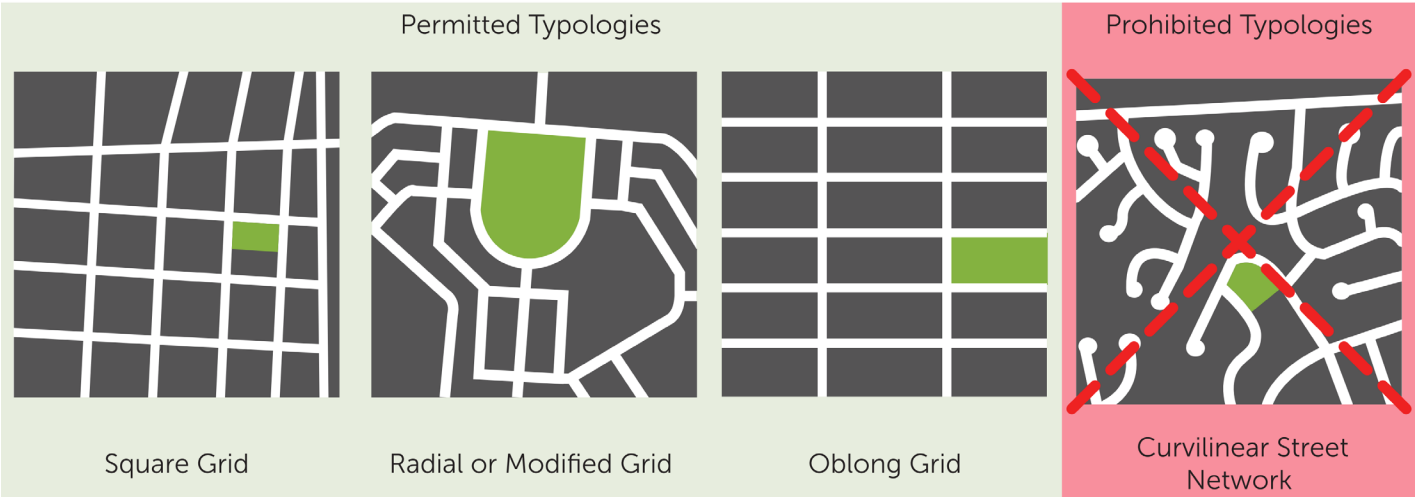 Permitted Typologies
Prohibited Typologies
Square Grid
Radial or Modified Grid
Oblong Grid
Curvilinear Street
Network